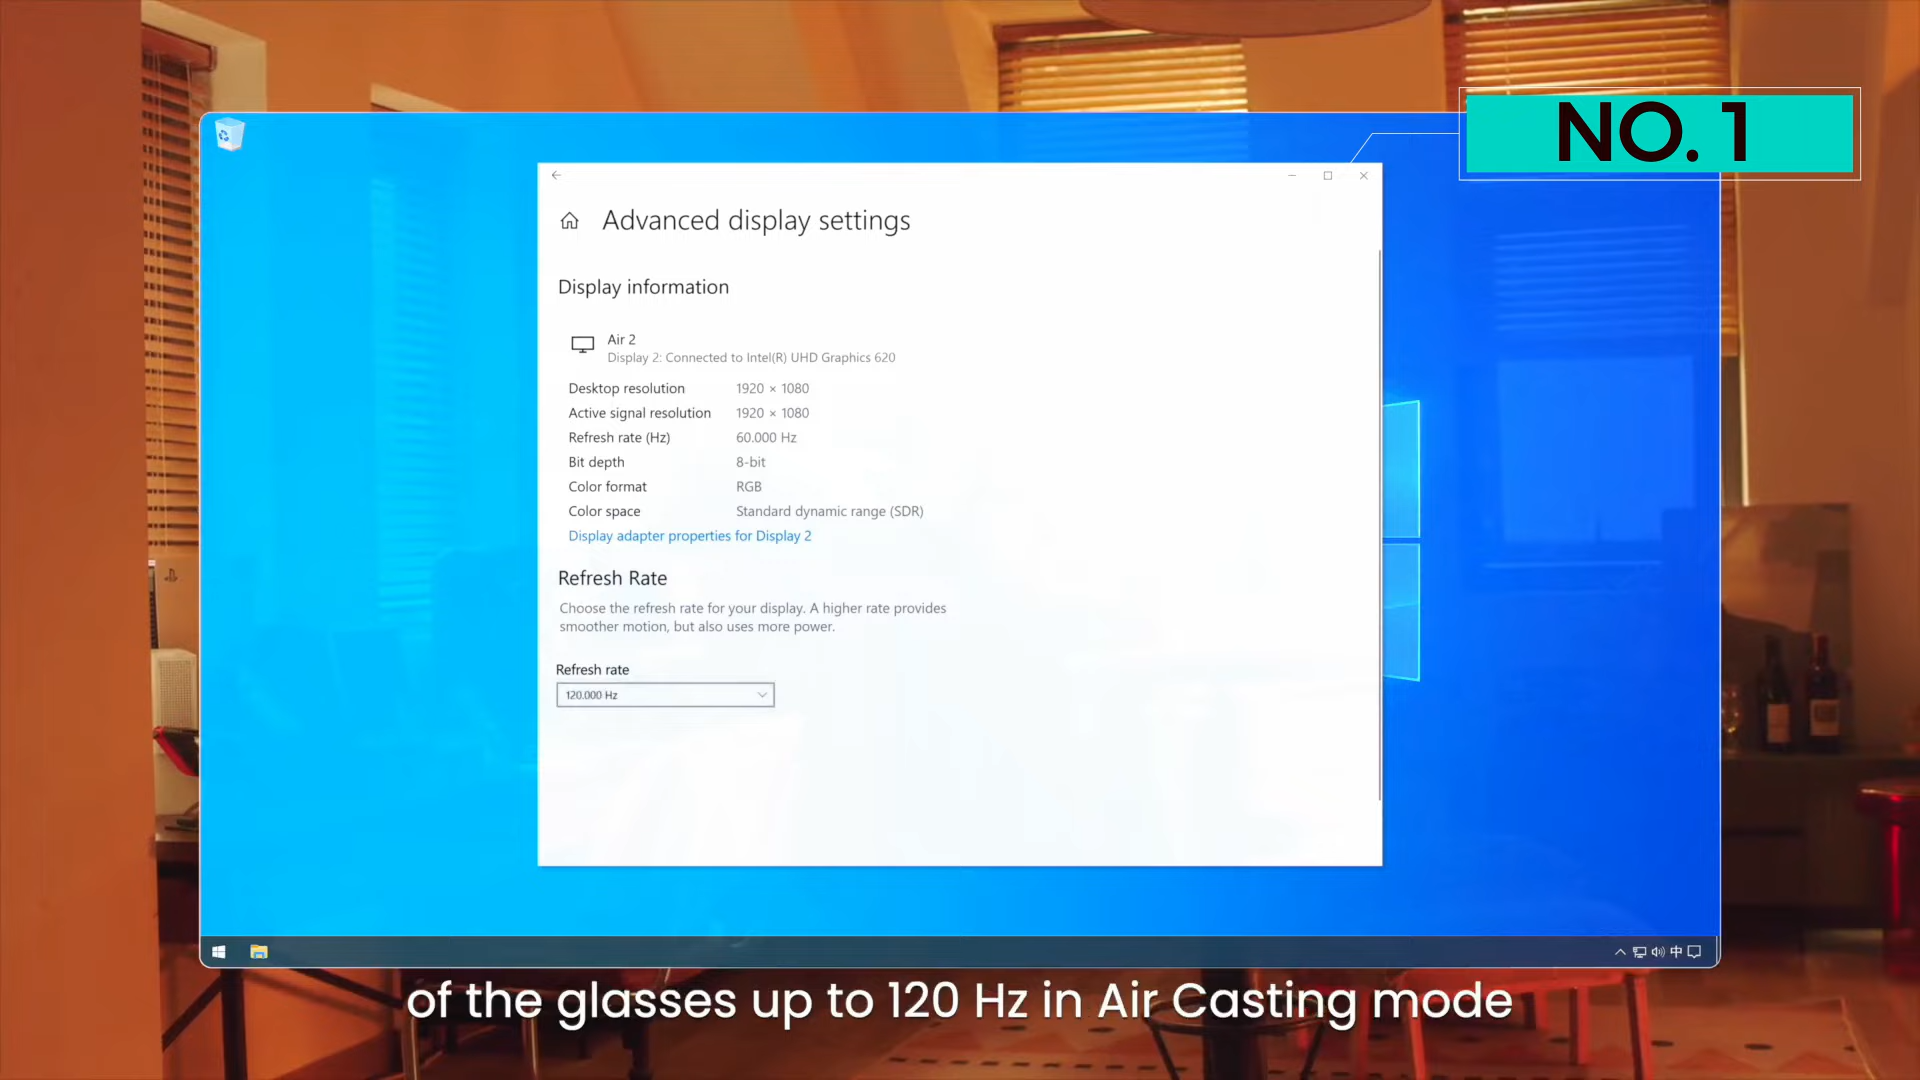 NO. 1
Advanced display settings
Display information
Air 2
Display 2: Connected to Intel(R) UHD Graphics 620
Desktop resolution 1920 × 1080
Active signal resolution 1920 × 1080
Refresh rate (Hz) 60.000 Hz
Bit depth 8-bit
Color format RGB
Color space Standard dynamic range (SDR)
Display adapter properties for Display 2
Refresh Rate
Choose the refresh rate for your display. A higher rate provides
smoother motion, but also uses more power.
Refresh rate
120.000 Hz
中
of the glasses up to 120 Hz in Air Casting mode